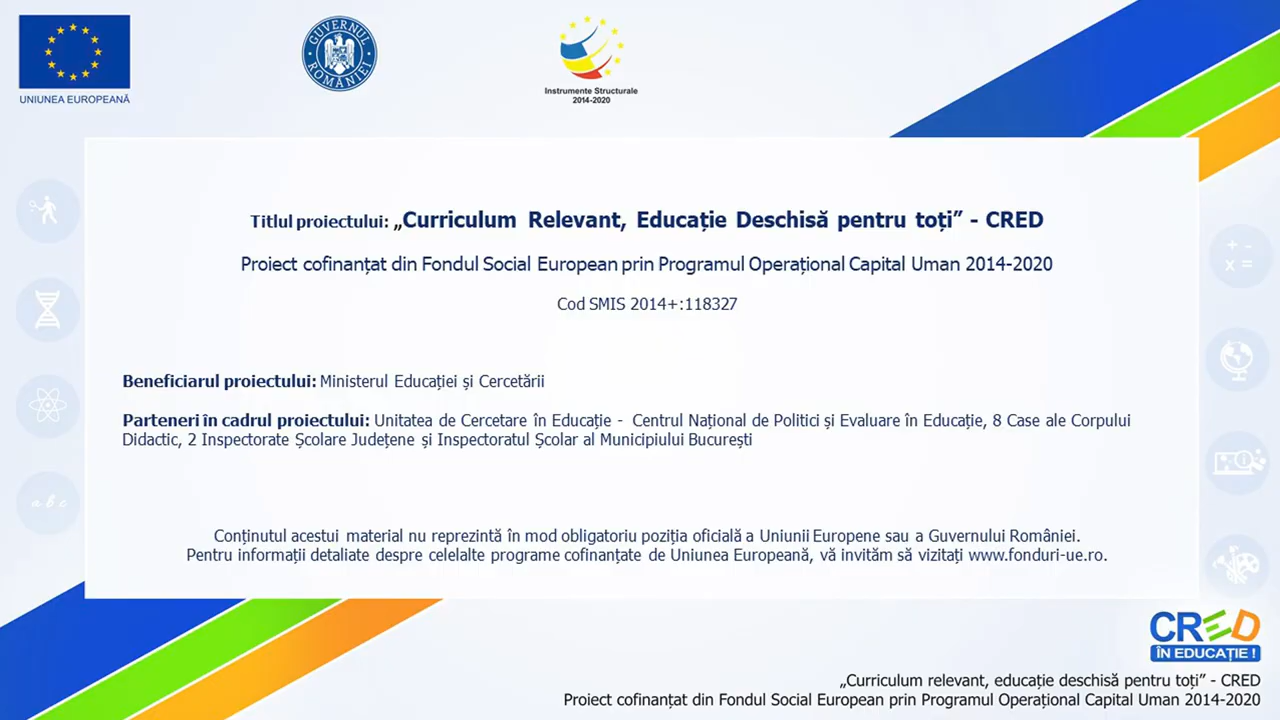 UNIUNEA EUROPEANĂ
GUVERNUL ROMÂNIEI
Instrumente Structurale
2014-2020
Titlul proiectului: „Curriculum Relevant, Educație Deschisă pentru toți” - CRED
Proiect cofinanțat din Fondul Social European prin Programul Operațional Capital Uman 2014-2020
Cod SMIS 2014+:118327
+ -
x =
Beneficiarul proiectului: Ministerul Educației și Cercetării
Parteneri în cadrul proiectului: Unitatea de Cercetare în Educație - Centrul Național de Politici și Evaluare în Educație, 8 Case ale Corpului
Didactic, 2 Inspectorate Școlare Județene și Inspectoratul Școlar al Municipiului București
a b c
Conținutul acestui material nu reprezintă în mod obligatoriu poziția oficială a Uniunii Europene sau a Guvernului României.
Pentru informații detaliate despre celelalte programe cofinanțate de Uniunea Europeană, vă invităm să vizitați www.fonduri-ue.ro.
CRED
ÎN EDUCAȚIE !
„Curriculum relevant, educație deschisă pentru toți” - CRED
Proiect cofinanțat din Fondul Social European prin Programul Operațional Capital Uman 2014-2020